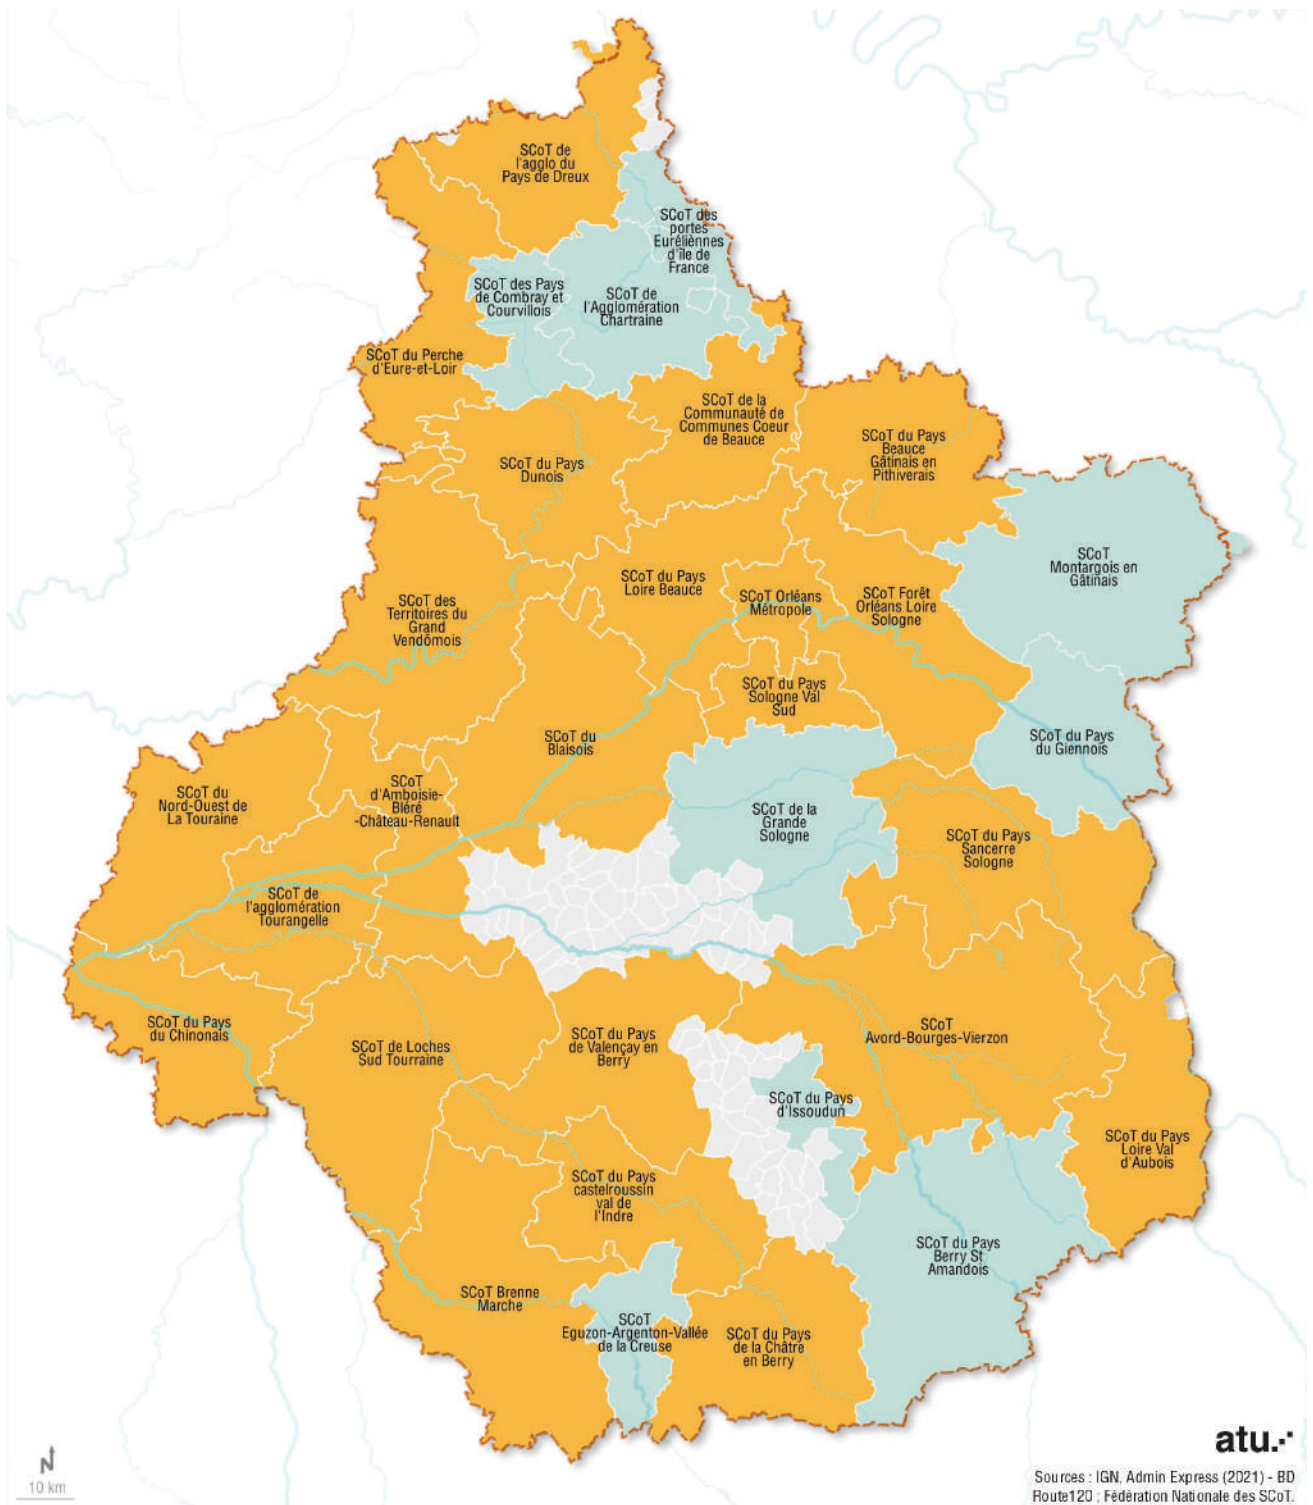 SCoT de
l'agglo du
Pays de Dreux
SCoT des
portes
Euréliennes
d'île de
France
SCoT des Pays
de Combray et
Courvillois
SCoT de
l'Agglomération
Chartraine
SCoT du Perche
d'Eure-et-Loir
SCoT de la
Communauté de
Communes Coeur
de Beauce
SCoT du Pays
Beauce
Gâtinais en
Pithiverais
SCoT du Pays
Dunois
SCoT
Montargois en
Gâtinais
SCoT du Pays
Loire Beauce
SCoT Orléans
Métropole
SCoT Forêt
Orléans Loire
Sologne
SCoT des
Territoires du
Grand
Vendômois
SCoT du Pays
Sologne Val
Sud
SCoT du
Blaisois
SCoT du Pays
du Giennois
SCoT du
Nord-Ouest de
La Touraine
SCoT
d'Amboisie-
Bléré
-Château-Renault
SCoT de la
Grande
Sologne
SCoT du Pays
Sancerre
Sologne
SCoT de
l'agglomération
Tourangelle
SCoT du Pays
du Chinonais
SCoT de Loches
Sud Tourraine
SCoT du Pays
de Valençay en
Berry
SCoT
Avord-Bourges-Vierzon
SCoT du Pays
d'Issoudun
SCoT du Pays
Loire Val
d'Aubois
SCoT du Pays
castelroussin
val de
l'Indre
SCoT du Pays
Berry St
Amandois
SCoT Brenne
Marche
SCoT
Eguzon-Argenton-Vallée
de la Creuse
SCoT du Pays
de la Châtre
en Berry
N
10 km
atu.
Sources : IGN, Admin Express (2021) - BD
Route120 ; Fédération Nationale des SCoT.